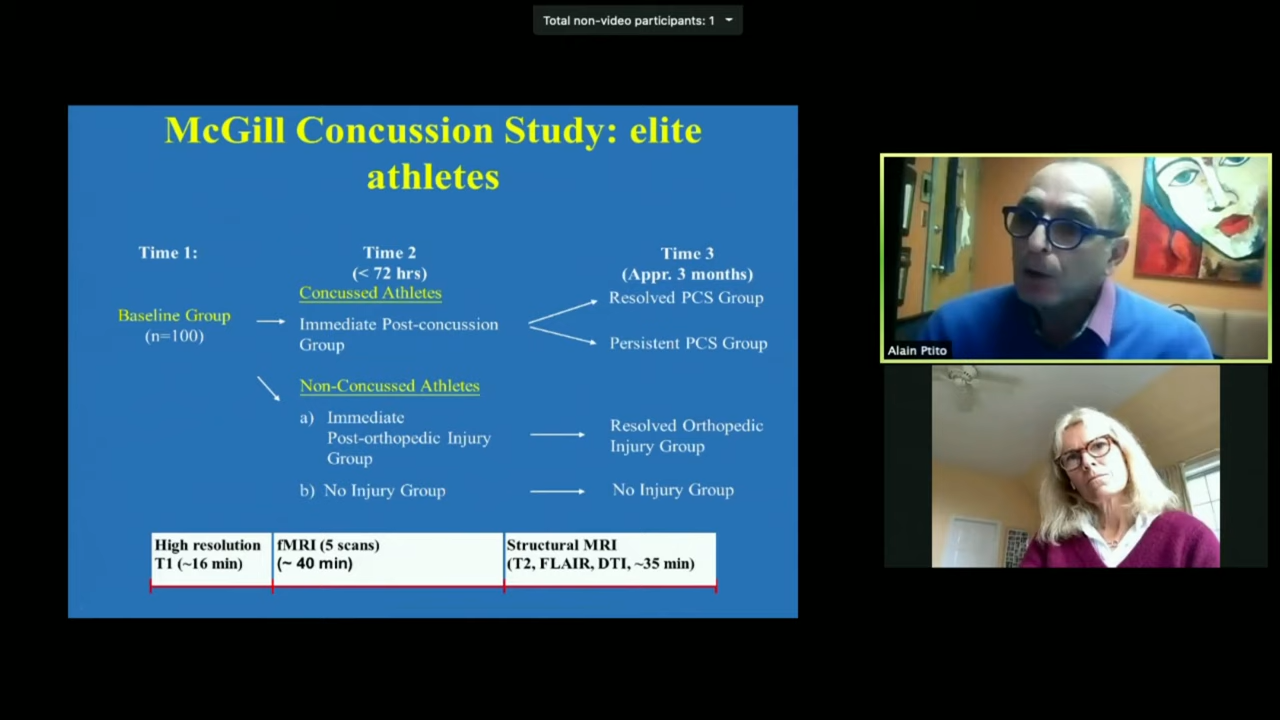 Total non-video participants: 1
McGill Concussion Study: elite
athletes
Time 1:
Time 2
(< 72 hrs)
Time 3
(Appr. 3 months)
Baseline Group
(n=100)
Concussed Athletes
Immediate Post-concussion
Group
Resolved PCS Group
Persistent PCS Group
Non-Concussed Athletes
a) Immediate
Post-orthopedic Injury
Group
Resolved Orthopedic
Injury Group
b) No Injury Group
No Injury Group
High resolution
T1 (~16 min)
fMRI (5 scans)
(~ 40 min)
Structural MRI
(T2, FLAIR, DTI, ~35 min)
Alain Ptito